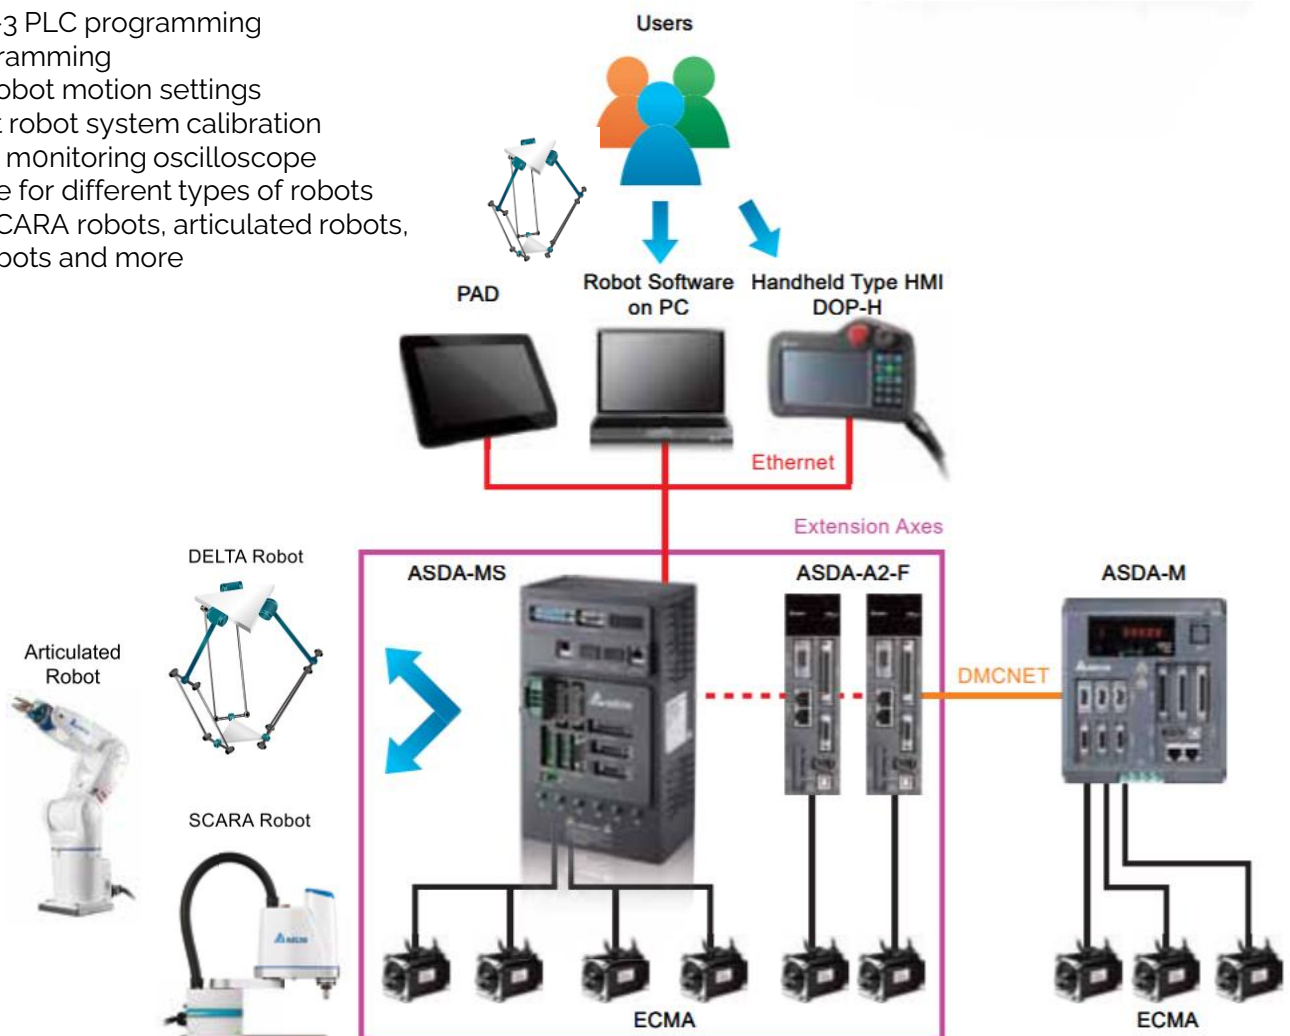 -3 PLC programming
ramming
obot motion settings
t robot system calibration
m0nitoring oscilloscope
e for different types of robots
CARA robots, articulated robots,
bots and more
Users
PAD
Robot Software
on PC
Handheld Type HMI
DOP-H
Ethernet
Extension Axes
DELTA Robot
ASDA-MS
ASDA-A2-F
ASDA-M
Articulated
Robot
DMCNET
SCARA Robot
ECMA
ECMA